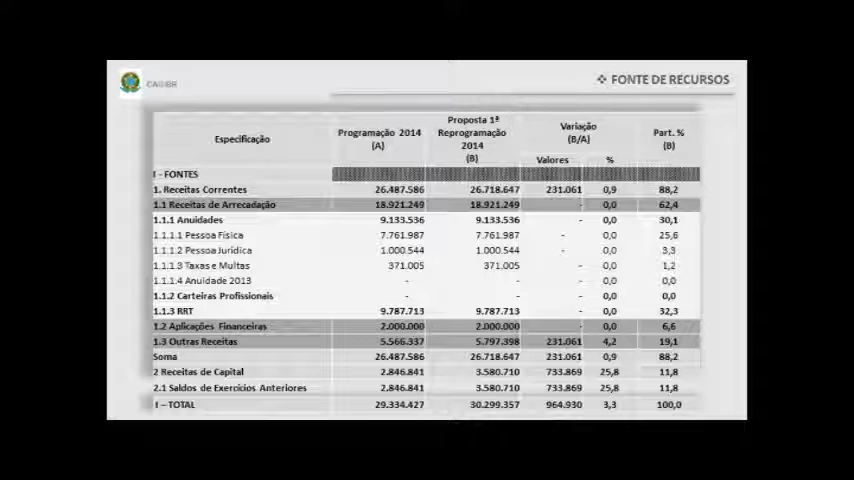 CAU/BR
❖ FONTE DE RECURSOS
Especificação Programação 2014 (A) Proposta 1ª Reprogramação 2014 (B) Variação (B/A) Part. % (B)
Valores %
I - FONTES
1. Receitas Correntes 26.487.586 26.718.647 231.061 0,9 88,2
1.1 Receitas de Arrecadação 18.921.249 18.921.249 - 0,0 62,4
1.1.1 Anuidades 9.133.536 9.133.536 - 0,0 30,1
1.1.1.1 Pessoa Física 7.761.987 7.761.987 - 0,0 25,6
1.1.1.2 Pessoa Jurídica 1.000.544 1.000.544 - 0,0 3,3
1.1.1.3 Taxas e Multas 371.005 371.005 - 0,0 1,2
1.1.1.4 Anuidade 2013 - - 0,0 0,0
1.1.2 Carteiras Profissionais - - 0,0 0,0
1.1.3 RRT 9.787.713 9.787.713 - 0,0 32,3
1.2 Aplicações Financeiras 2.000.000 2.000.000 - 0,0 6,6
1.3 Outras Receitas 5.566.337 5.797.398 231.061 4,2 19,1
Soma 26.487.586 26.718.647 231.061 0,9 88,2
2 Receitas de Capital 2.846.841 3.580.710 733.869 25,8 11,8
2.1 Saldos de Exercícios Anteriores 2.846.841 3.580.710 733.869 25,8 11,8
I – TOTAL 29.334.427 30.299.357 964.930 3,3 100,0